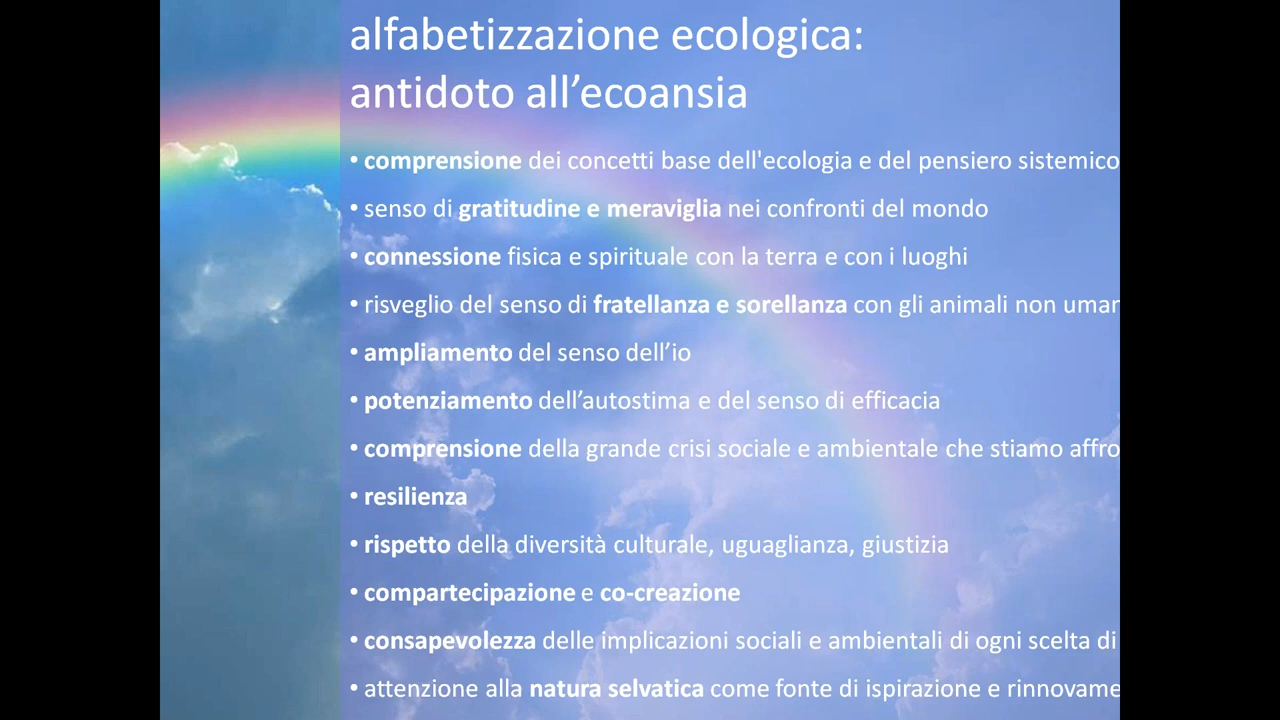 alfabetizzazione ecologica:
antidoto all’ecoansia
• comprensione dei concetti base dell'ecologia e del pensiero sistemico
• senso di gratitudine e meraviglia nei confronti del mondo
• connessione fisica e spirituale con la terra e con i luoghi
• risveglio del senso di fratellanza e sorellanza con gli animali non
• ampliamento del senso dell’io
• potenziamento dell’autostima e del senso di efficacia
• comprensione della grande crisi sociale e ambientale che stiamo
• resilienza
• rispetto della diversità culturale, uguaglianza, giustizia
• compartecipazione e co-creazione
• consapevolezza delle implicazioni sociali e ambientali di ogni scelta di
• attenzione alla natura selvatica come fonte di ispirazione e